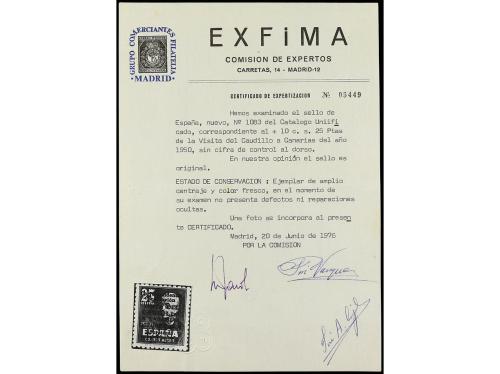 GRUPO COMERCIANTES FILATELIA
· MADRID ·
EXFiMA
COMISION DE EXPERTOS
CARRETAS, 14 - MADRID-12
CERTIFICADO DE EXPERTIZACION Nº 05449
Hemos examinado el sello de
España, nuevo, Nº 1083 del Catalogo Unifi
cado, correspondiente al + 10 c. s. 25 Ptas
de la Visita del Caudillo a Canarias del año
1950, sin cifra de control al dorso.
En nuestra opinión el sello es
original.
ESTADO DE CONSERVACION : Ejemplar de amplio
centraje y color fresco, en el momento de
su examen no presenta defectos ni reparaciones
ocultas.
Una foto se incorpora al presen
te CERTIFICADO.
Madrid, 20 de Junio de 1976
POR LA COMISIÓN
ESPAÑA